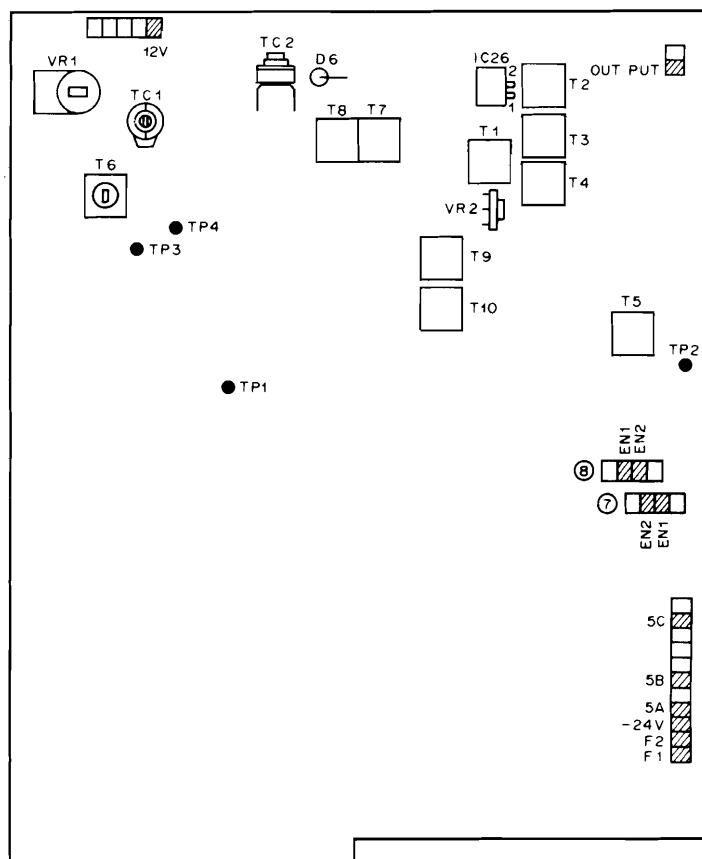 12V
VR1
TC1
TC2
D6
IC26
2
1
T2
OUT PUT
T8 T7
T1
T3
T4
T6
VR2
TP4
TP3
T9
T10
T5
TP2
TP1
EN1
EN2
8
7
EN2
EN1
5C
5B
5A
-24V
F2
F1